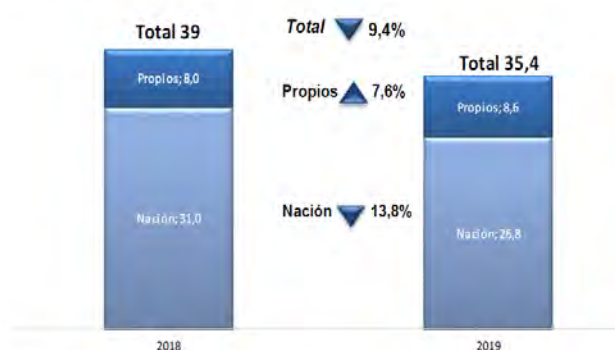 Total 39
Total 9,4%
Total 35,4
Propios; 8,0
Propios 7,6%
Propios; 8,6
Nación; 31,0
Nación 13,8%
Nación; 26,8
2018
2019